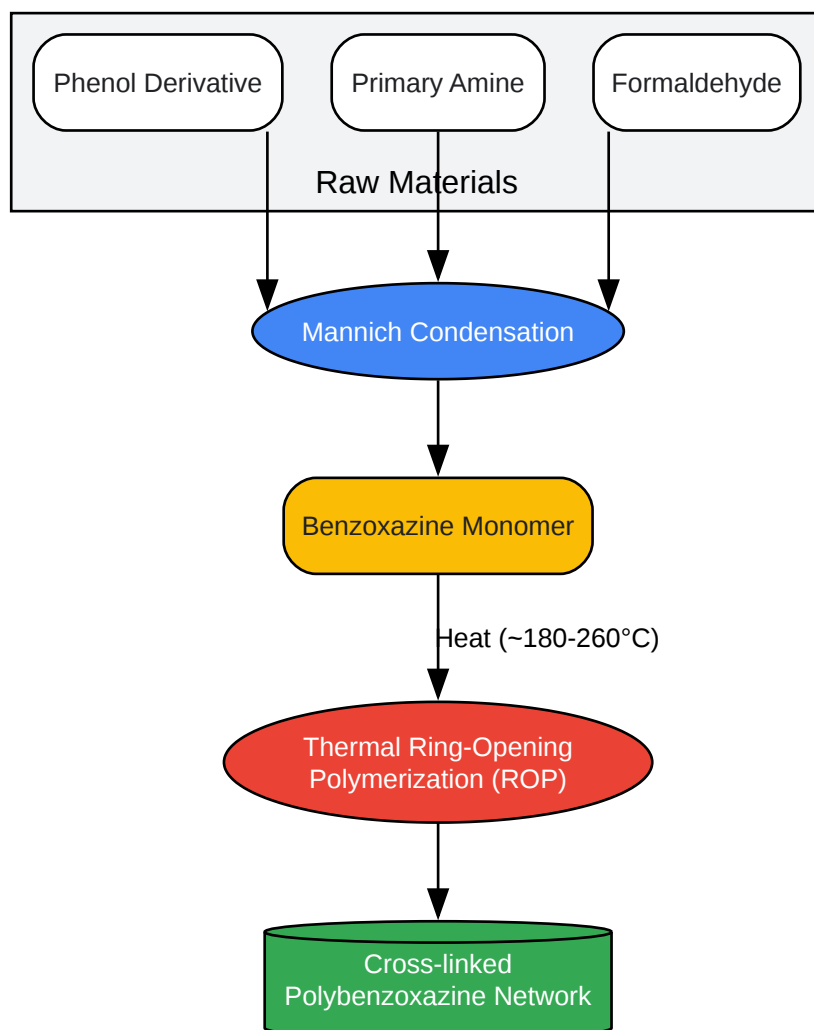 Phenol Derivative
Primary Amine
Formaldehyde
Raw Materials
Mannich Condensation
Benzoxazine Monomer
Heat (~180-260°C)
Thermal Ring-Opening
Polymerization (ROP)
Cross-linked
Polybenzoxazine Network